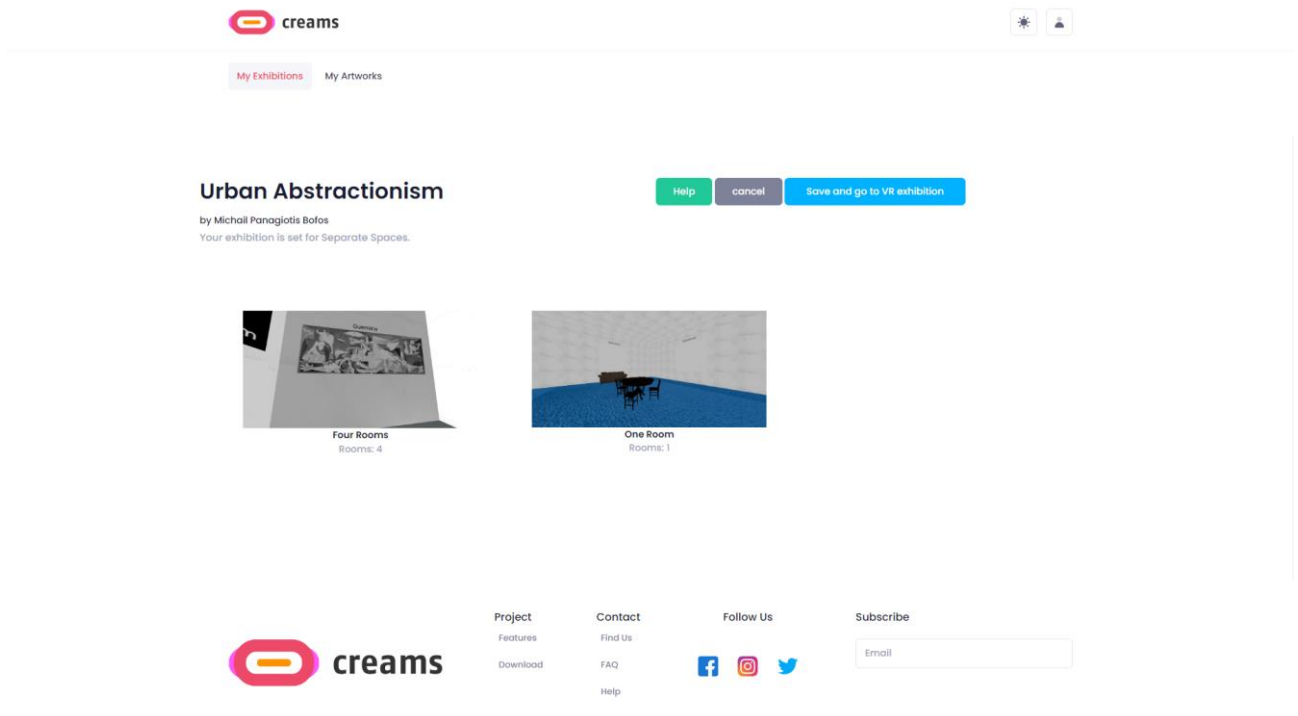 creams
My Exhibitions My Artworks
Urban Abstractionism
Help cancel Save and go to VR exhibition
by Michail Panagiotis Bofos
Your exhibition is set for Separate Spaces.
Guernica
Four Rooms
Rooms: 4
One Room
Rooms: 1
Project Contact Follow Us Subscribe
Features Find Us
Email
creams
Download FAQ
Help